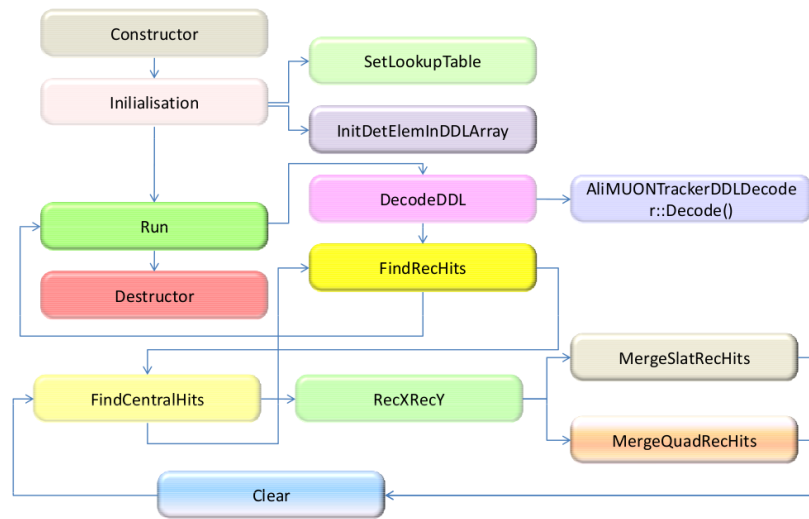 Constructor
SetLookupTable
Inilialisation
InitDetElemInDDLArray
DecodeDDL
AliMUONTrackerDDLDecode
r::Decode()
Run
FindRecHits
Destructor
MergeSlatRecHits
FindCentralHits
RecXRecY
MergeQuadRecHits
Clear